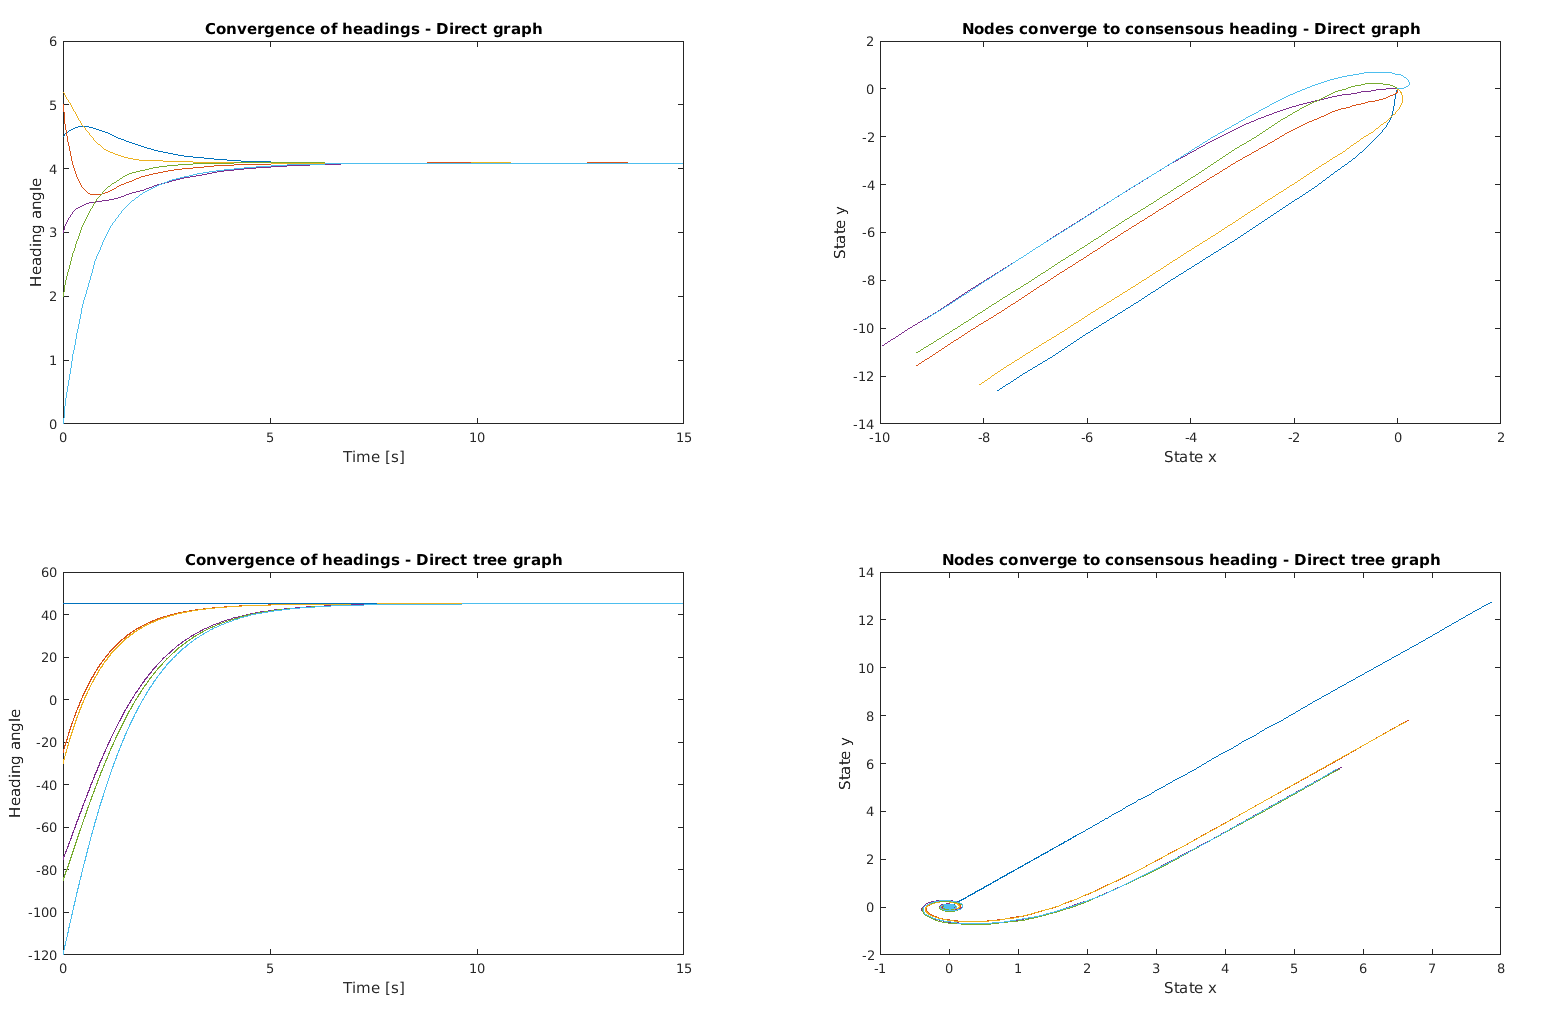 Convergence of headings - Direct graph
6
5
4
3
2
1
0
Heading angle
0 5 10 15
Time [s]
Nodes converge to consensous heading - Direct graph
2
0
-2
-4
-6
-8
-10
-12
-14
State y
-10 -8 -6 -4 -2 0 2
State x
Convergence of headings - Direct tree graph
60
40
20
0
-20
-40
-60
-80
-100
-120
Heading angle
0 5 10 15
Time [s]
Nodes converge to consensous heading - Direct tree graph
14
12
10
8
6
4
2
0
-2
State y
-1 0 1 2 3 4 5 6 7 8
State x